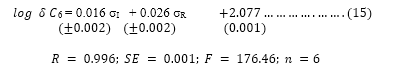 log δ C₆= 0.016 σI + 0.026 σR +2.077 … … … … . … … . (15)
(±0.002) (±0.002) (0.001)
R = 0.996; SE = 0.001; F = 176.46; n = 6